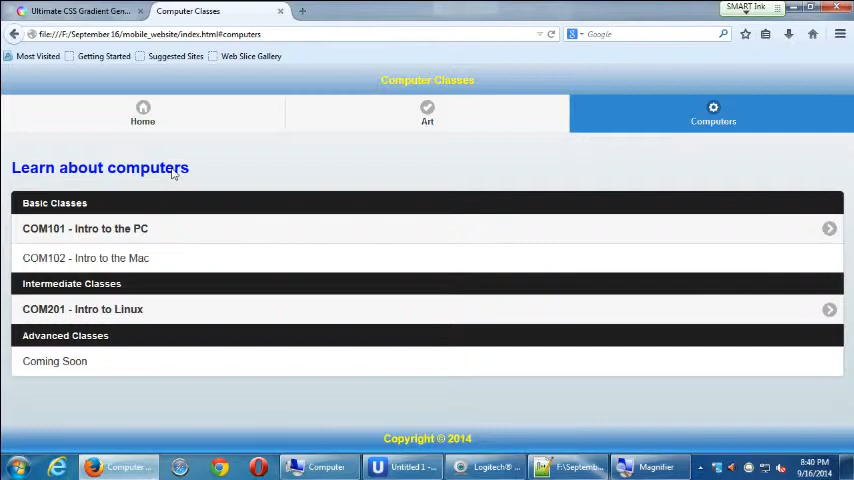 Ultimate CSS Gradient Gen...
Computer Classes
SMART Ink
file:///F:/September16/mobile_website/index.html#computers
Google
Most Visited
Getting Started
Suggested Sites
Web Slice Gallery
Computer Classes
Home
Art
Computers
Learn about computers
Basic Classes
COM101 - Intro to the PC
COM102 - Intro to the Mac
Intermediate Classes
COM201 - Intro to Linux
Advanced Classes
Coming Soon
Copyright © 2014
Computer ...
Computer
Untitled 1 -...
Logitech® ...
F:\Septemb...
Magnifier
8:40 PM
9/16/2014